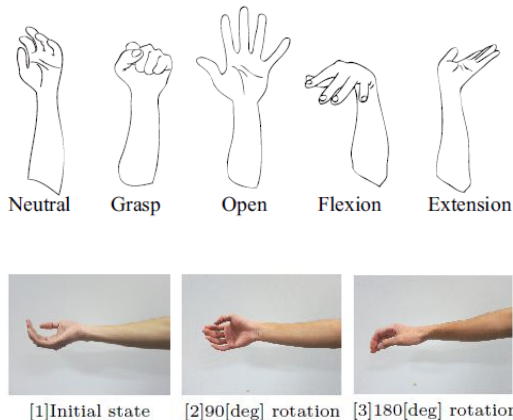 Neutral Grasp Open Flexion Extension
[1]Initial state [2]90[deg] rotation [3]180[deg] rotation